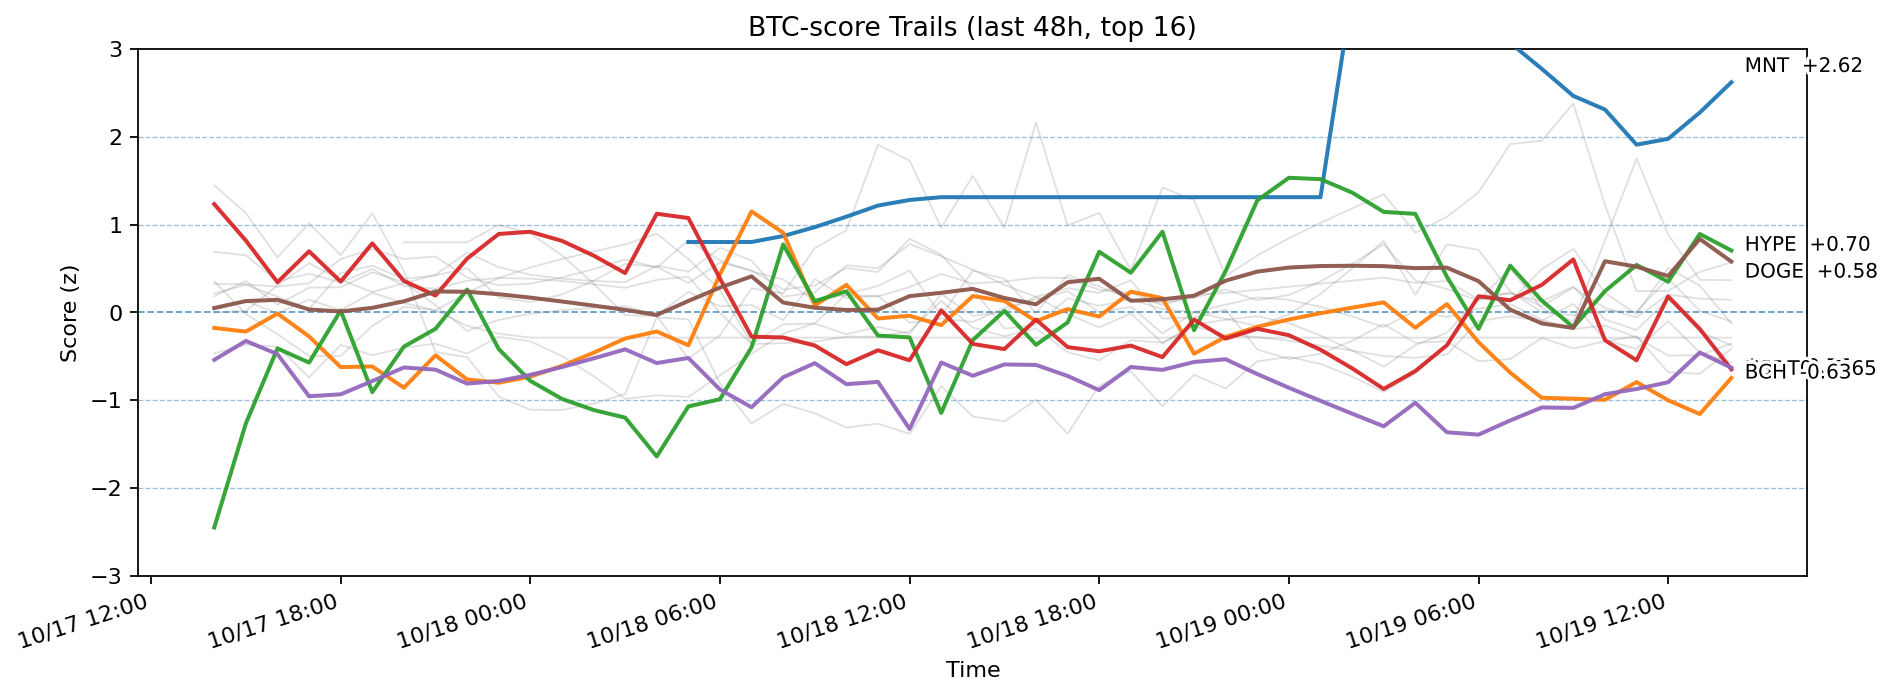 BTC-score Trails (last 48h, top 16)
Score (z)
3
2
1
0
−1
−2
−3
MNT +2.62
HYPE +0.70
DOGE +0.58
BCH -0.63
10/17 12:00
10/17 18:00
10/18 00:00
10/18 06:00
10/18 12:00
10/18 18:00
10/19 00:00
10/19 06:00
10/19 12:00
Time